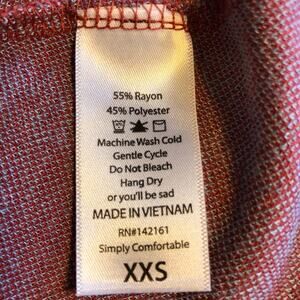 55% Rayon
45% Polyester
Machine Wash Cold
Gentle Cycle
Do Not Bleach
Hang Dry
or you'll be sad
MADE IN VIETNAM
RN#142161
Simply Comfortable
XXS